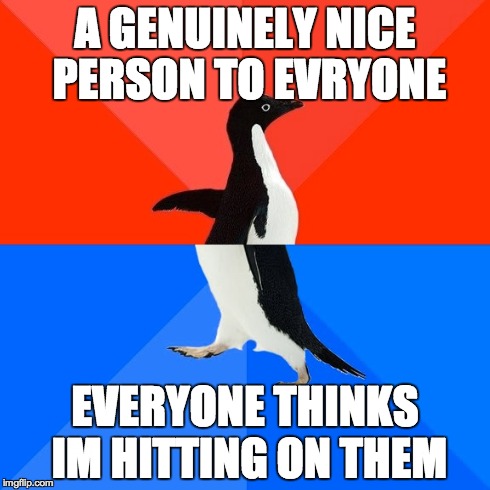 A GENUINELY NICE
PERSON TO EVRYONE
EVERYONE THINKS
IM HITTING ON THEM
imgflip.com